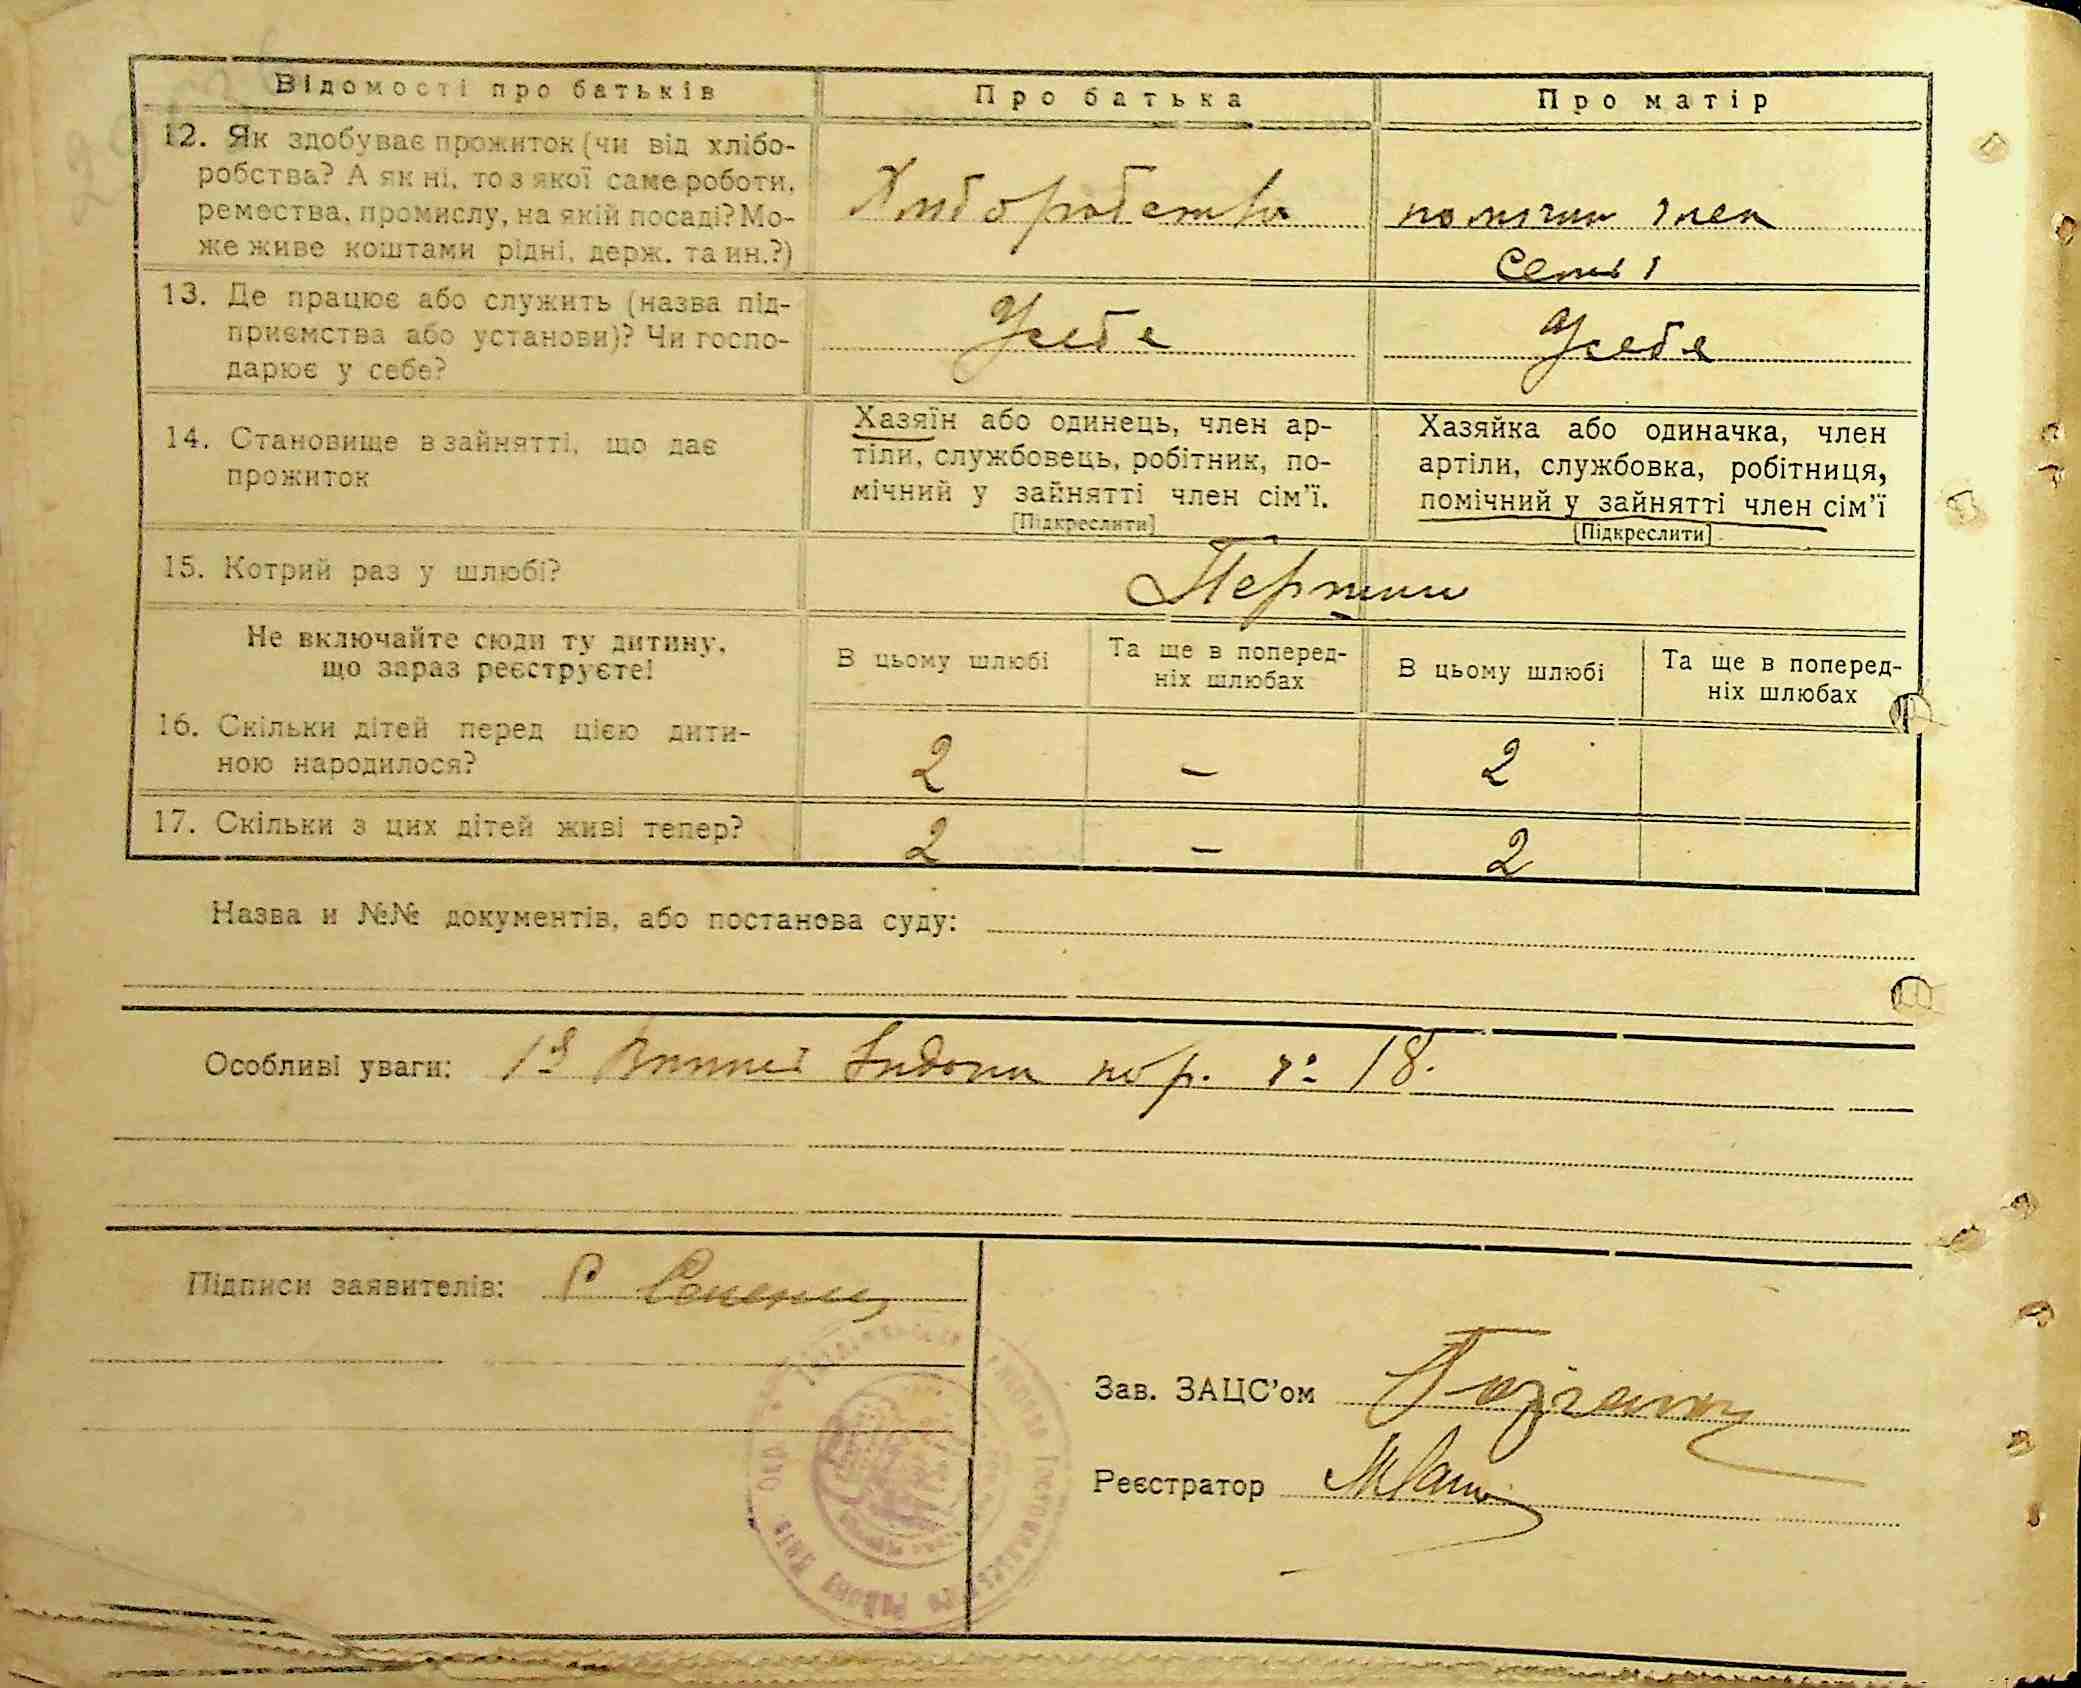 Відомості про батьків
Про батька
Про матір
12. Як здобуває прожиток (чи від хлібо-
робства? А як ні, то з якої саме роботи,
ремества, промислу, на якій посаді? Мо-
же живе коштами рідні, держ. та ин.?)
Хліборобство
член
семі
13. Де працює або служить (назва під-
приємства або установи)? Чи госпо-
дарює у себе?
У себе
У себе
14. Становище в зайнятті, що дає
прожиток
Хазяїн або одинець, член ар-
тіли, службовець, робітник, по-
мічний у зайнятті член сім'ї.
[Підкреслити]
Хазяйка або одиначка, член
артіли, службовка, робітниця,
помічний у зайнятті член сім'ї
[Підкреслити]
15. Котрий раз у шлюбі?
Перший
Не включайте сюди ту дитину,
що зараз реєструєте!
В цьому шлюбі
Та ще в поперед-
ніх шлюбах
В цьому шлюбі
Та ще в поперед-
ніх шлюбах
16. Скільки дітей перед цією дити-
ною народилося?
2
–
2
17. Скільки з цих дітей живі тепер?
2
–
2
Назва и №№ документів, або постанова суду:
Особливі уваги:
18.
Підписи заявителів:
Зав. ЗАЦС'ом
Реєстратор